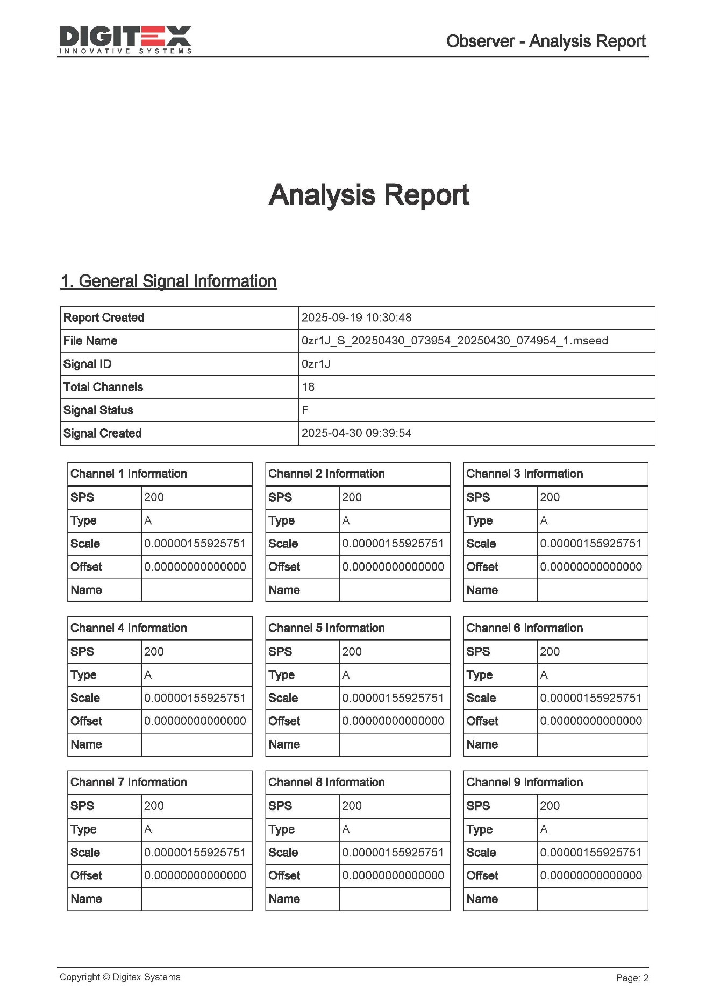 DIGITEX
INNOVATIVE SYSTEMS
Observer - Analysis Report
Analysis Report
1. General Signal Information
Report Created 2025-09-19 10:30:48
File Name 0zr1J_S_20250430_073954_20250430_074954_1.mseed
Signal ID 0zr1J
Total Channels 18
Signal Status F
Signal Created 2025-04-30 09:39:54
Channel 1 Information Channel 2 Information Channel 3 Information
SPS 200 SPS 200 SPS 200
Type A Type A Type A
Scale 0.00000155925751 Scale 0.00000155925751 Scale 0.00000155925751
Offset 0.00000000000000 Offset 0.00000000000000 Offset 0.00000000000000
Name Name Name
Channel 4 Information Channel 5 Information Channel 6 Information
SPS 200 SPS 200 SPS 200
Type A Type A Type A
Scale 0.00000155925751 Scale 0.00000155925751 Scale 0.00000155925751
Offset 0.00000000000000 Offset 0.00000000000000 Offset 0.00000000000000
Name Name Name
Channel 7 Information Channel 8 Information Channel 9 Information
SPS 200 SPS 200 SPS 200
Type A Type A Type A
Scale 0.00000155925751 Scale 0.00000155925751 Scale 0.00000155925751
Offset 0.00000000000000 Offset 0.00000000000000 Offset 0.00000000000000
Name Name Name
Copyright © Digitex Systems
Page: 2